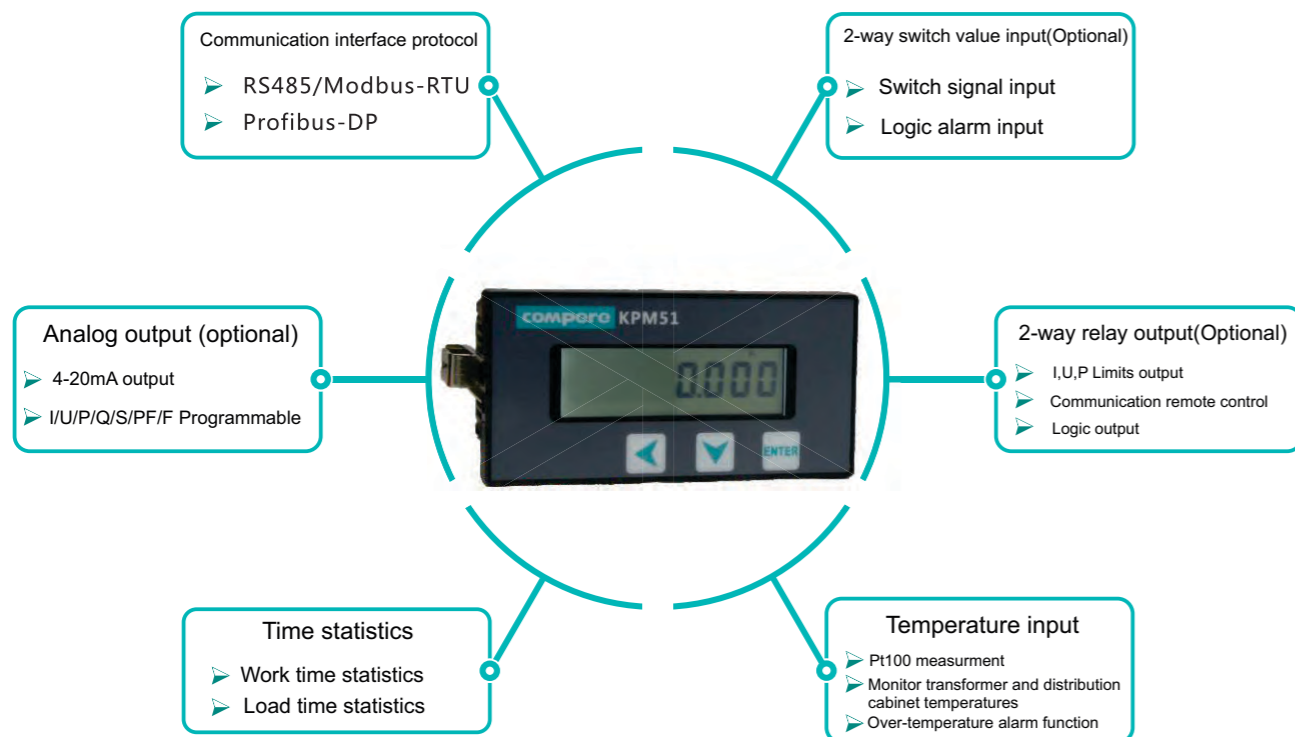 Communication interface protocol
RS485/Modbus-RTU
Profibus-DP
2-way switch value input(Optional)
Switch signal input
Logic alarm input
Analog output (optional)
4-20mA output
I/U/P/Q/S/PF/F Programmable
compere KPM51
0.000
ENTER
2-way relay output(Optional)
I,U,P Limits output
Communication remote control
Logic output
Time statistics
Work time statistics
Load time statistics
Temperature input
Pt100 measurment
Monitor transformer and distribution
cabinet temperatures
Over-temperature alarm function